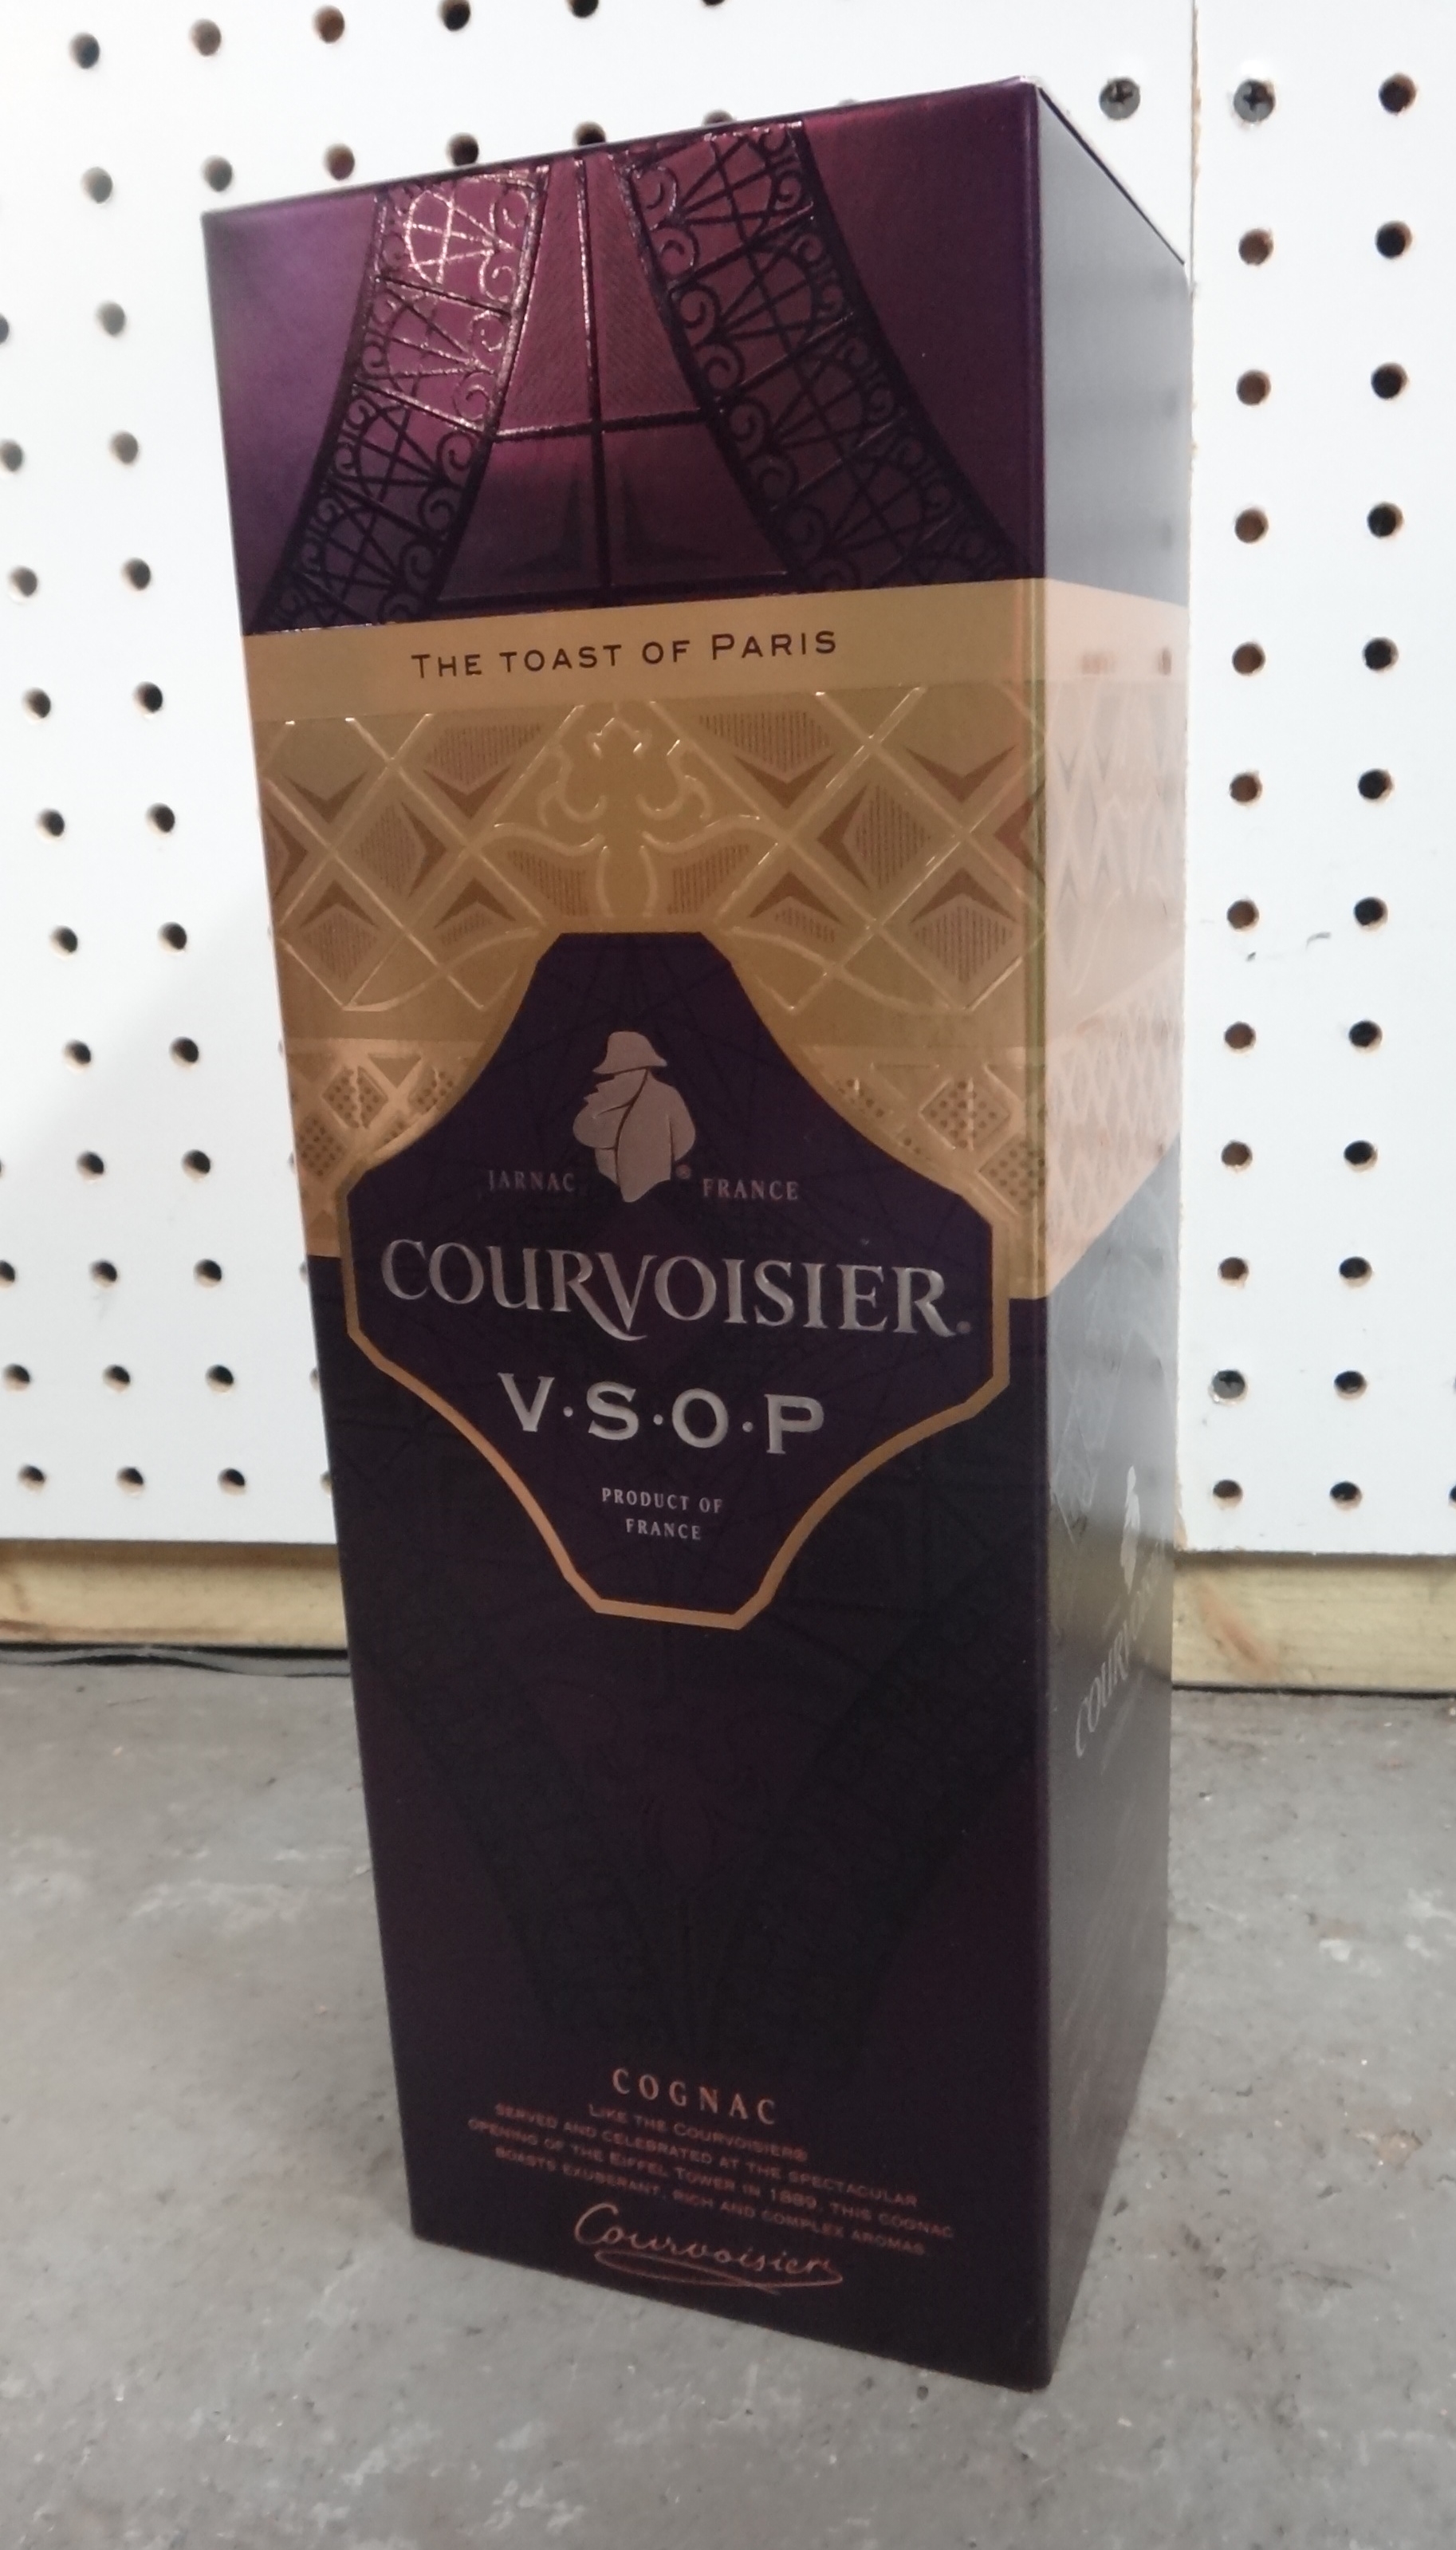 THE TOAST OF PARIS
JARNAC FRANCE
COURVOISIER®
V·S·O·P
PRODUCT OF
FRANCE
COGNAC
LIKE THE COURVOISIER®
SERVED AND CELEBRATED AT THE SPECTACULAR
OPENING OF THE EIFFEL TOWER IN 1889, THIS COGNAC
BOASTS EXUBERANT, RICH AND COMPLEX AROMAS.
Courvoisier
COURVOISIER